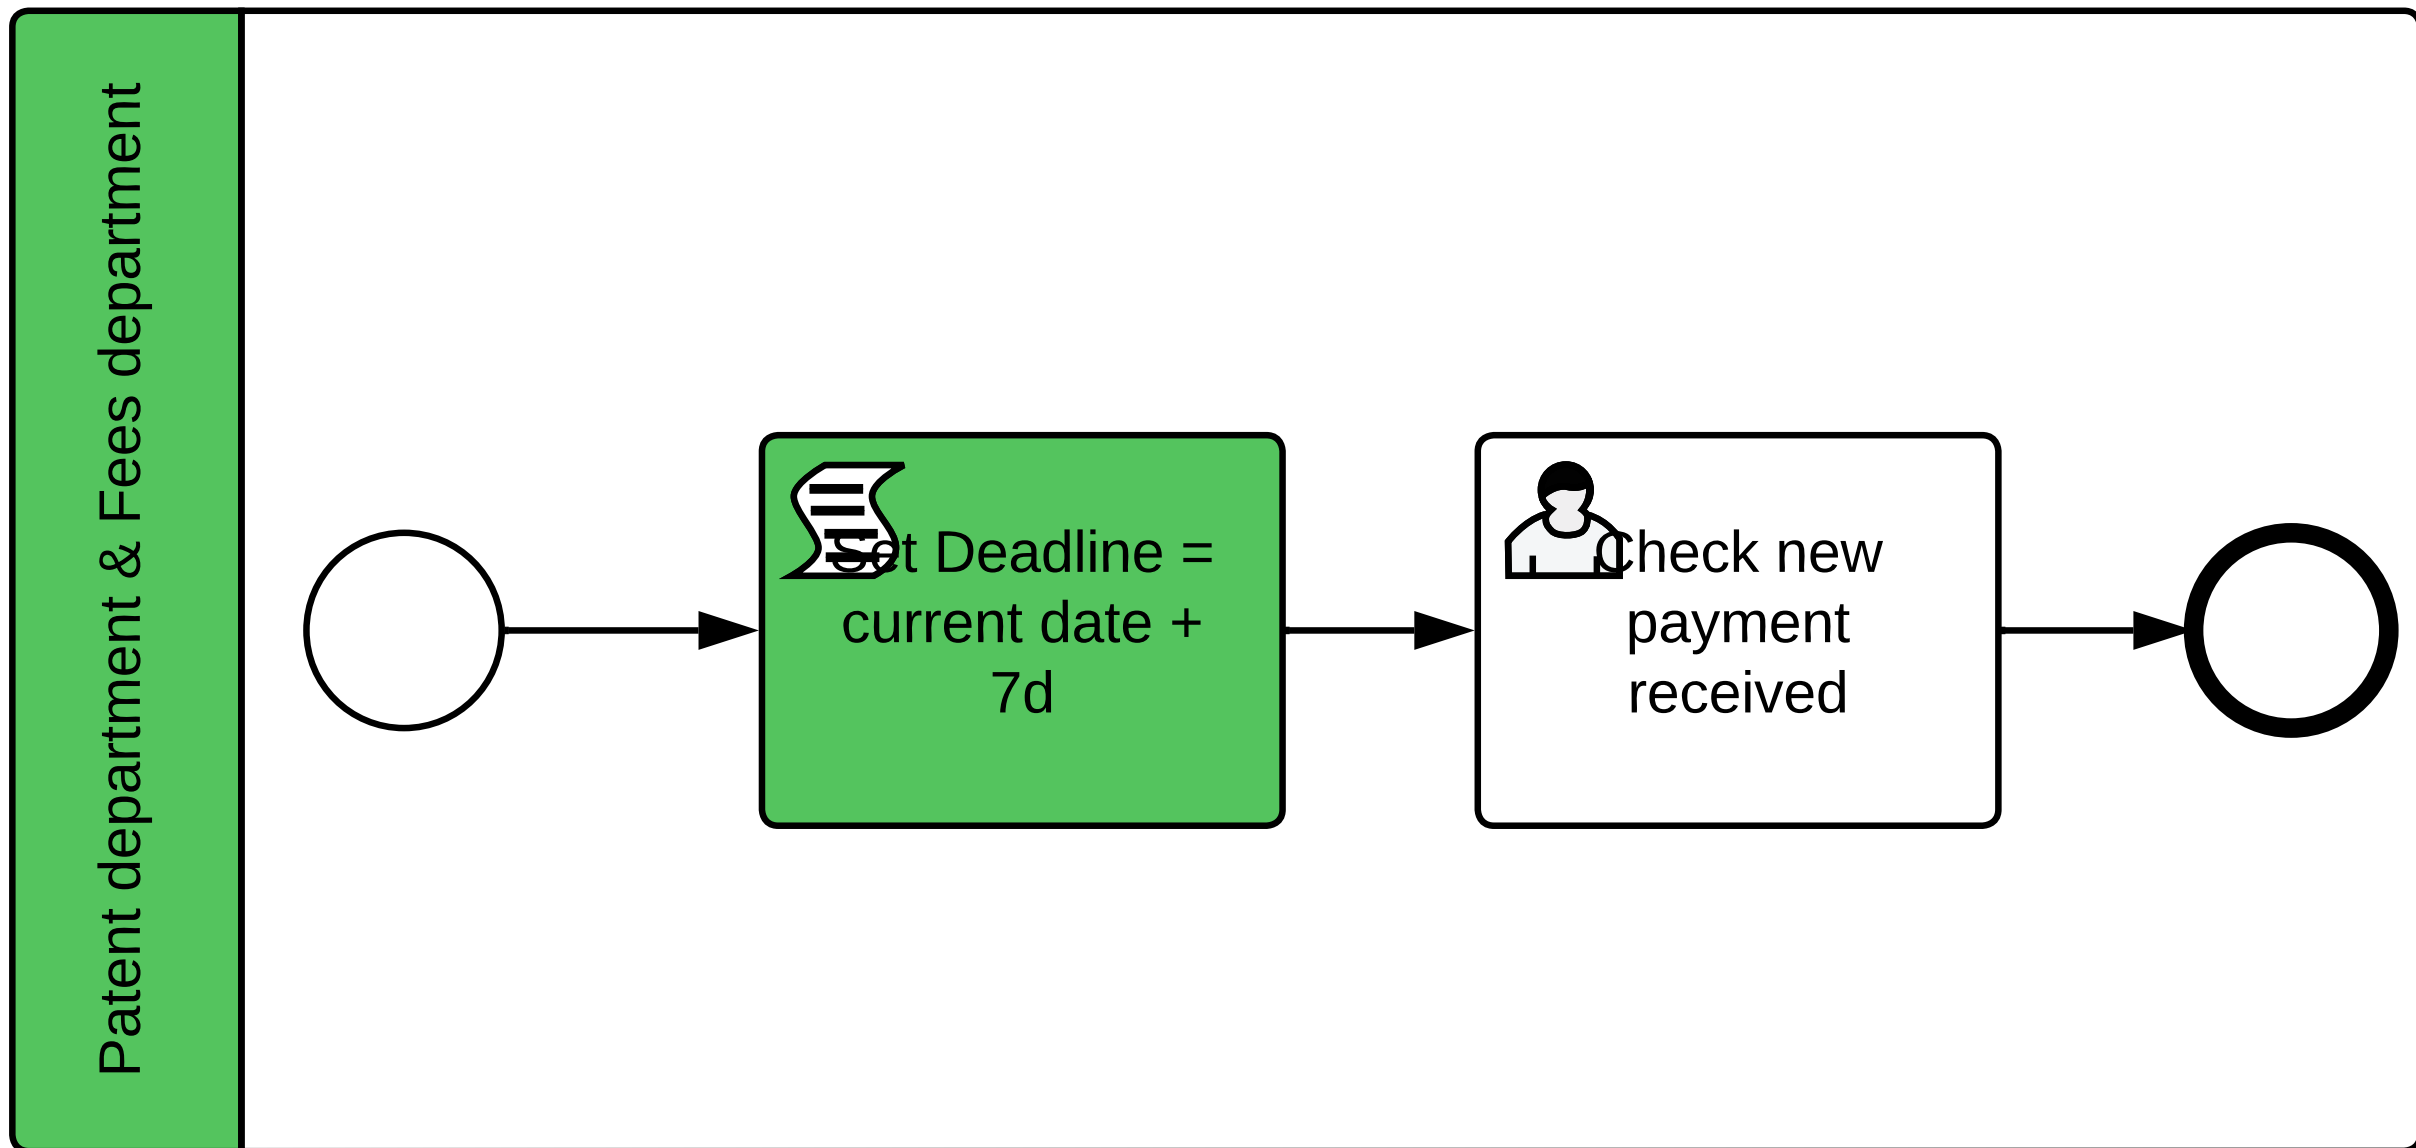 Patent department & Fees department
Set Deadline =
current date +
7d
Check new
payment
received